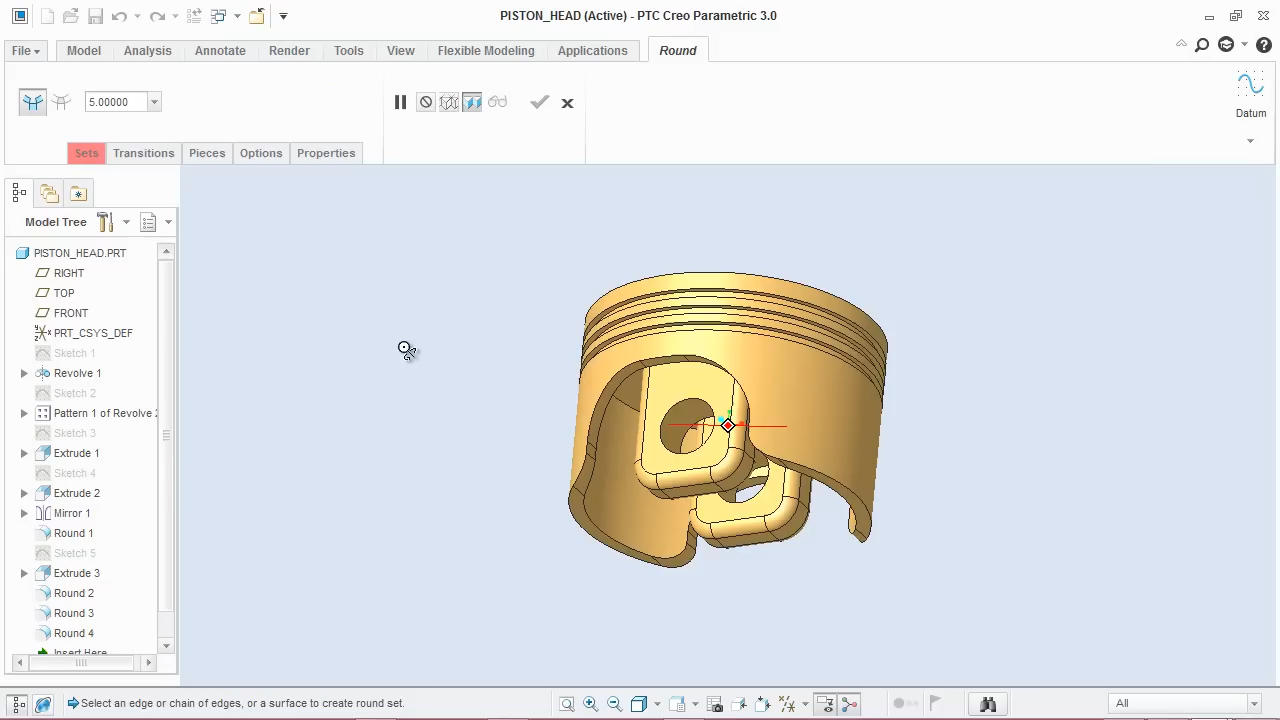 PISTON_HEAD (Active) - PTC Creo Parametric 3.0
File Model Analysis Annotate Render Tools View Flexible Modeling Applications Round
5.00000
Datum
Sets Transitions Pieces Options Properties
Model Tree
PISTON_HEAD.PRT
RIGHT
TOP
FRONT
PRT_CSYS_DEF
Sketch 1
Revolve 1
Sketch 2
Pattern 1 of Revolve
Sketch 3
Extrude 1
Sketch 4
Extrude 2
Mirror 1
Round 1
Sketch 5
Extrude 3
Round 2
Round 3
Round 4
Insert Here
Select an edge or chain of edges, or a surface to create round set.
All